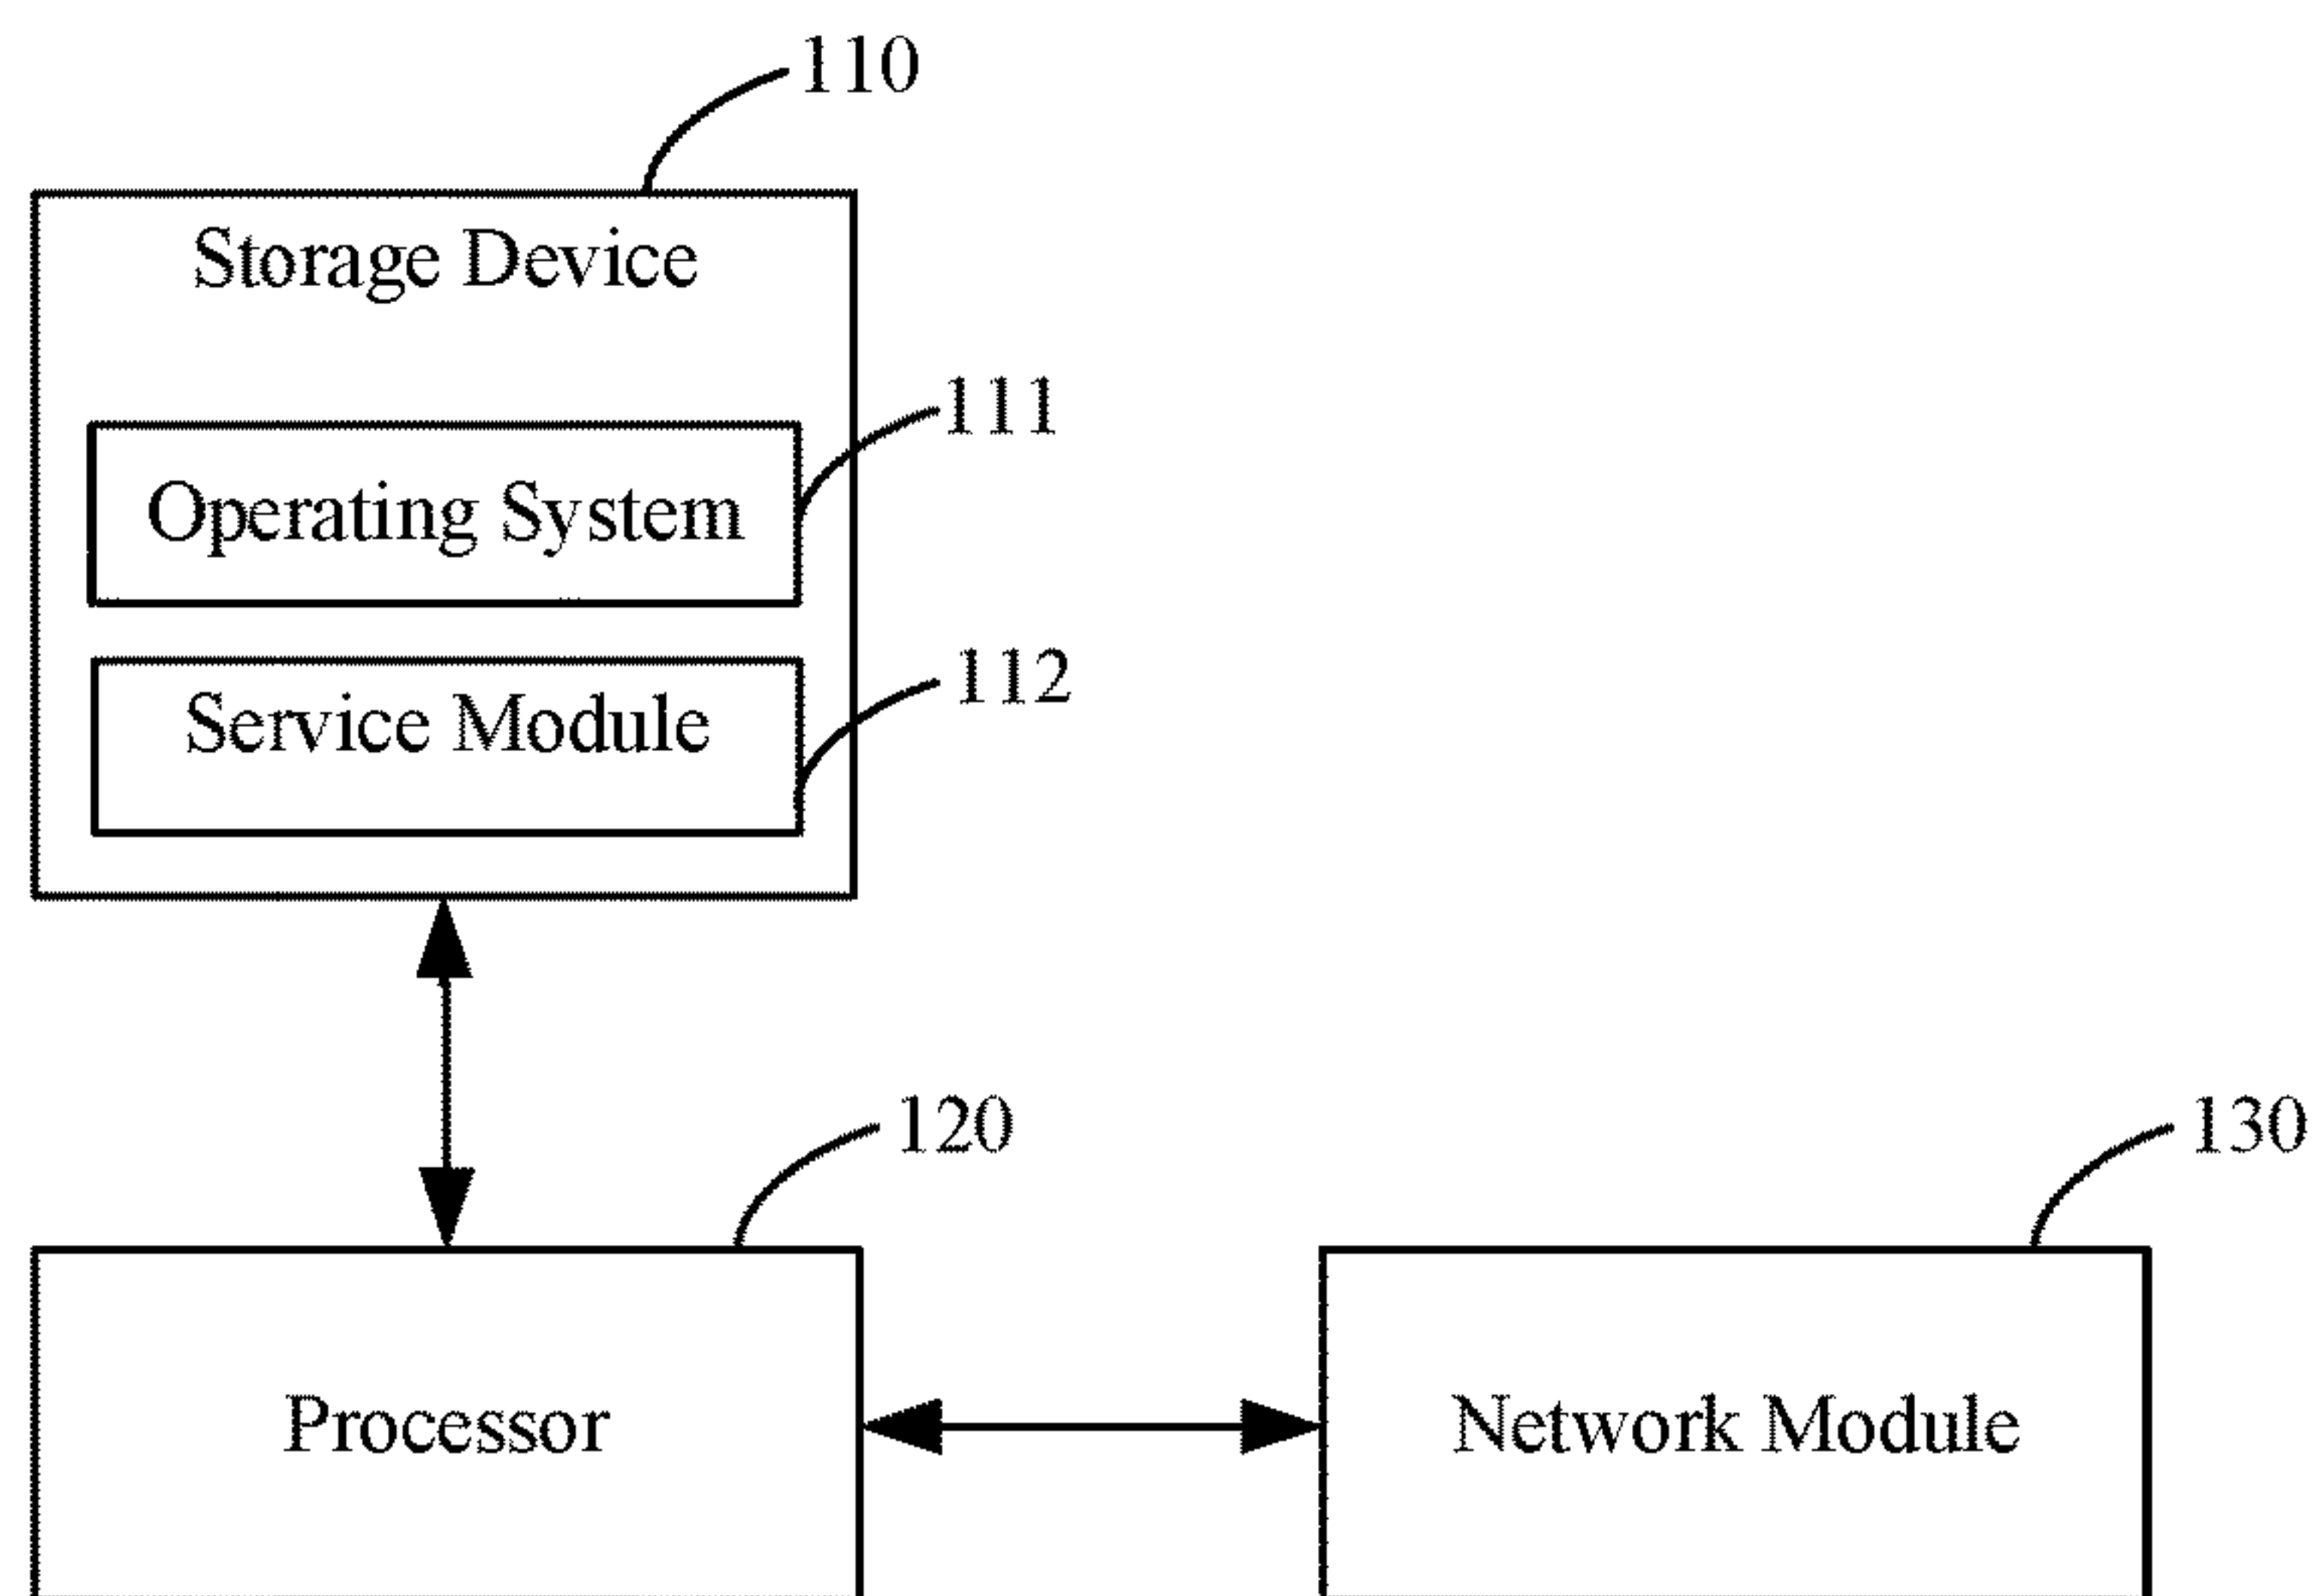 110
Storage Device
111
Operating System
112
Service Module
120
130
Processor
Network Module